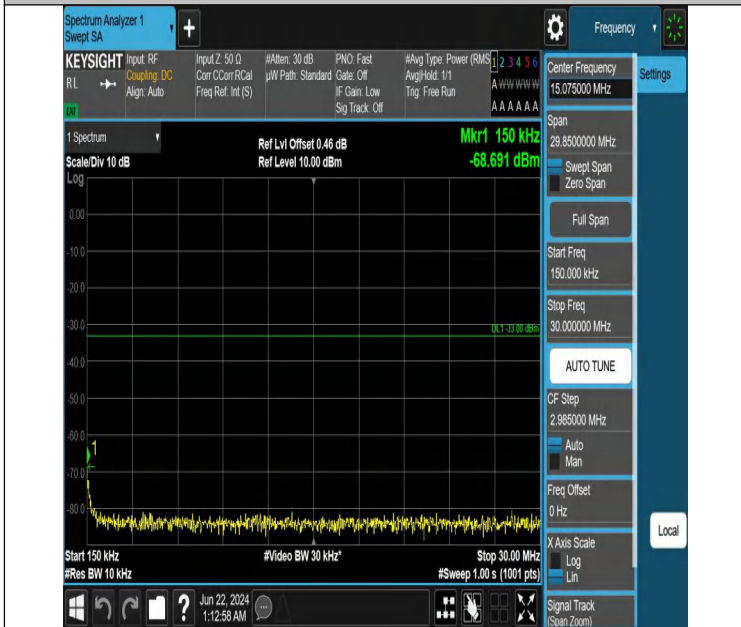 Spectrum Analyzer 1
Swept SA
+
Frequency
KEYSIGHT
RL
LXI
Input: RF
Coupling: DC
Align: Auto
Input Z: 50 Ω
Corr CCorr RCal
Freq Ref: Int (S)
#Atten: 30 dB
µW Path: Standard
PNO: Fast
Gate: Off
IF Gain: Low
Sig Track: Off
#Avg Type: Power (RMS
Avg|Hold: 1/1
Trig: Free Run
1 2 3 4 5 6
A W W W W W
A A A A A A
1 Spectrum
Scale/Div 10 dB
Ref Lvl Offset 0.46 dB
Ref Level 10.00 dBm
Mkr1 150 kHz
-68.691 dBm
Log
0.00
-10.0
-20.0
-30.0
DL1 -33.00 dBm
-40.0
-50.0
-60.0
1
-70.0
-80.0
Start 150 kHz
#Res BW 10 kHz
#Video BW 30 kHz*
Stop 30.00 MHz
#Sweep 1.00 s (1001 pts)
Center Frequency
15.075000 MHz
Settings
Span
29.8500000 MHz
Swept Span
Zero Span
Full Span
Start Freq
150.000 kHz
Stop Freq
30.000000 MHz
AUTO TUNE
CF Step
2.985000 MHz
Auto
Man
Freq Offset
0 Hz
X Axis Scale
Log
Lin
Local
Signal Track
(Span Zoom)
?
Jun 22, 2024
1:12:58 AM